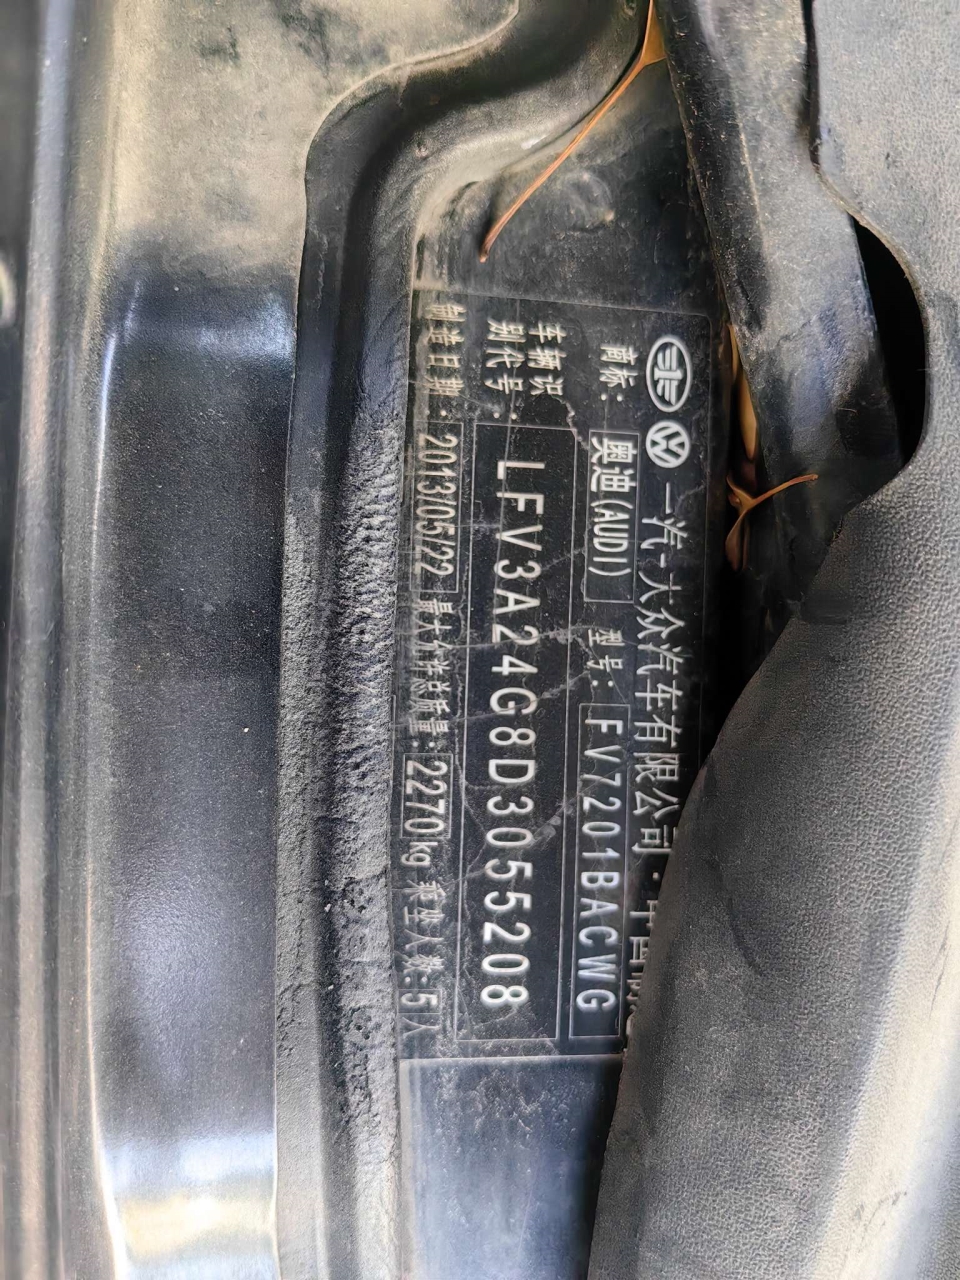 一汽-大众汽车有限公司·中国
商标: 奥迪(AUDI) 型号: FV7201BACWG
车辆识别代号: LFV3A24G8D3055208
制造日期: 2013/05/22 最大允许总质量: 2270kg 乘坐人数: 5人